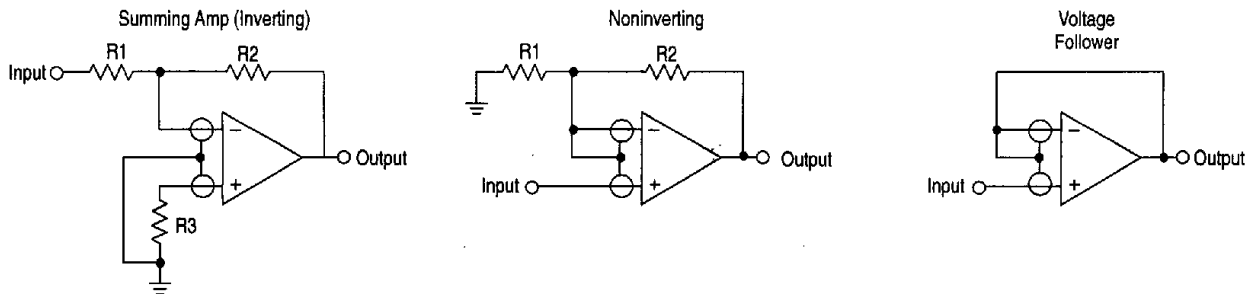 Summing Amp (Inverting)
R1
R2
Input
−
+
Output
R3
Noninverting
R1
R2
−
+
Input
Output
Voltage
Follower
−
+
Input
Output